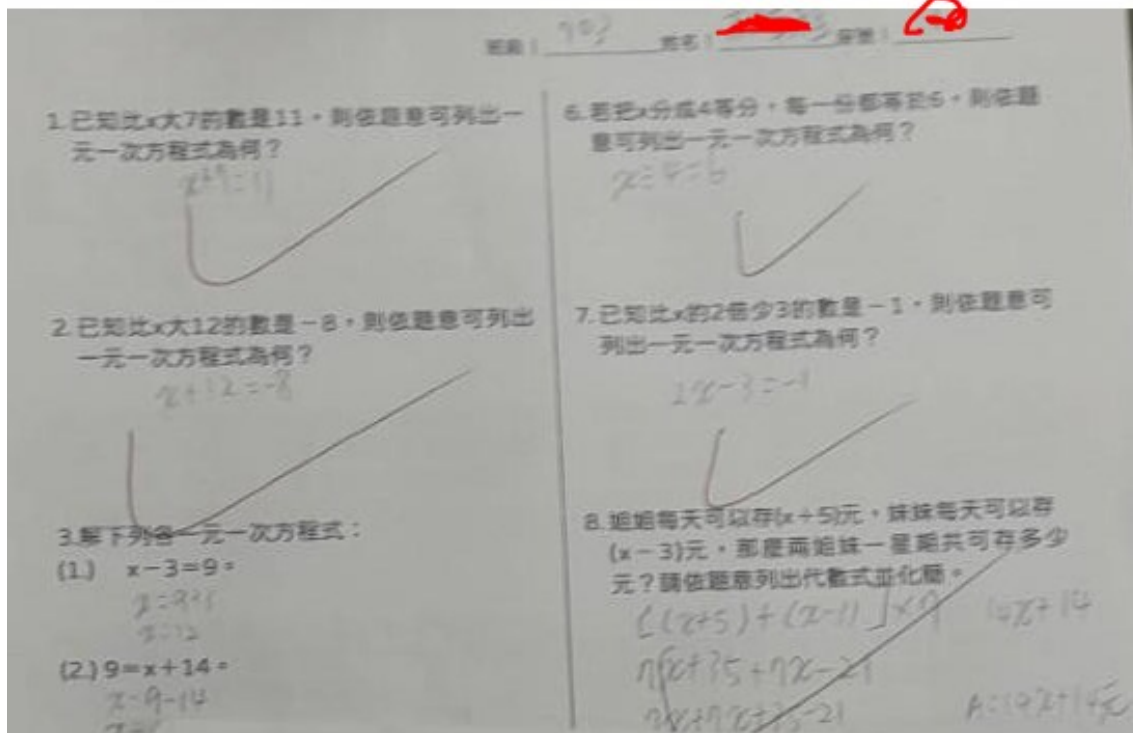 班級：703 姓名： 座號：
1.已知比x大7的數是11，則依題意可列出一
元一次方程式為何？
x+7=11
2.已知比x大12的數是－8，則依題意可列出
一元一次方程式為何？
x+12=-8
3.解下列各一元一次方程式：
(1.) x－3＝9。
x=9+3
x=12
(2.) 9＝x＋14。
x=9-14
6.若把x分成4等分，每一份都等於6，則依題
意可列出一元一次方程式為何？
x÷4=6
7.已知比x的2倍少3的數是－1，則依題意可
列出一元一次方程式為何？
2x-3=-1
8.姐姐每天可以存(x＋5)元，妹妹每天可以存
(x－3)元，那麼兩姐妹一星期共可存多少
元？請依題意列出代數式並化簡。
14x+14
7x+35+7x-21
7x+7x+35-21
A:14x+14元